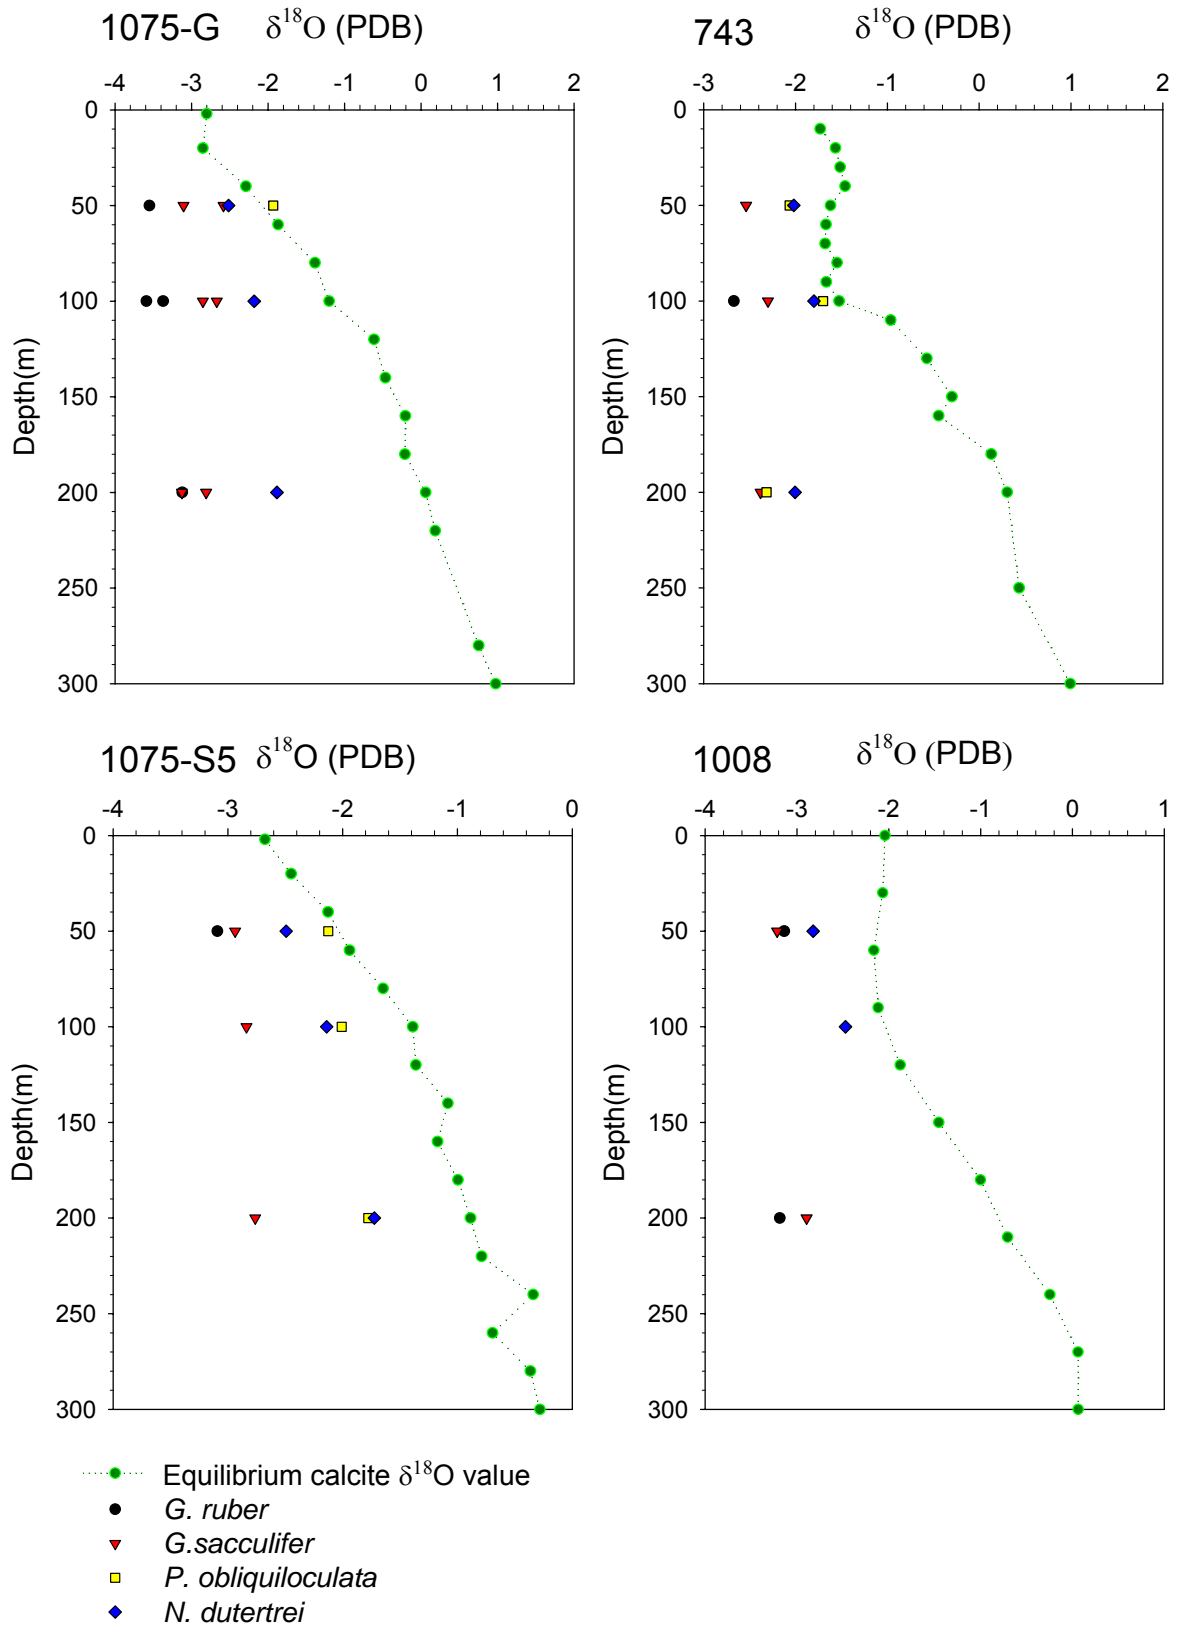 1075-G δ18O (PDB)
-4 -3 -2 -1 0 1 2
0
50
100
150
200
250
300
Depth(m)
743 δ18O (PDB)
-3 -2 -1 0 1 2
0
50
100
150
200
250
300
Depth(m)
1075-S5 δ18O (PDB)
-4 -3 -2 -1 0
0
50
100
150
200
250
300
Depth(m)
1008 δ18O (PDB)
-4 -3 -2 -1 0 1
0
50
100
150
200
250
300
Depth(m)
Equilibrium calcite δ18O value
G. ruber
G.sacculifer
P. obliquiloculata
N. dutertrei